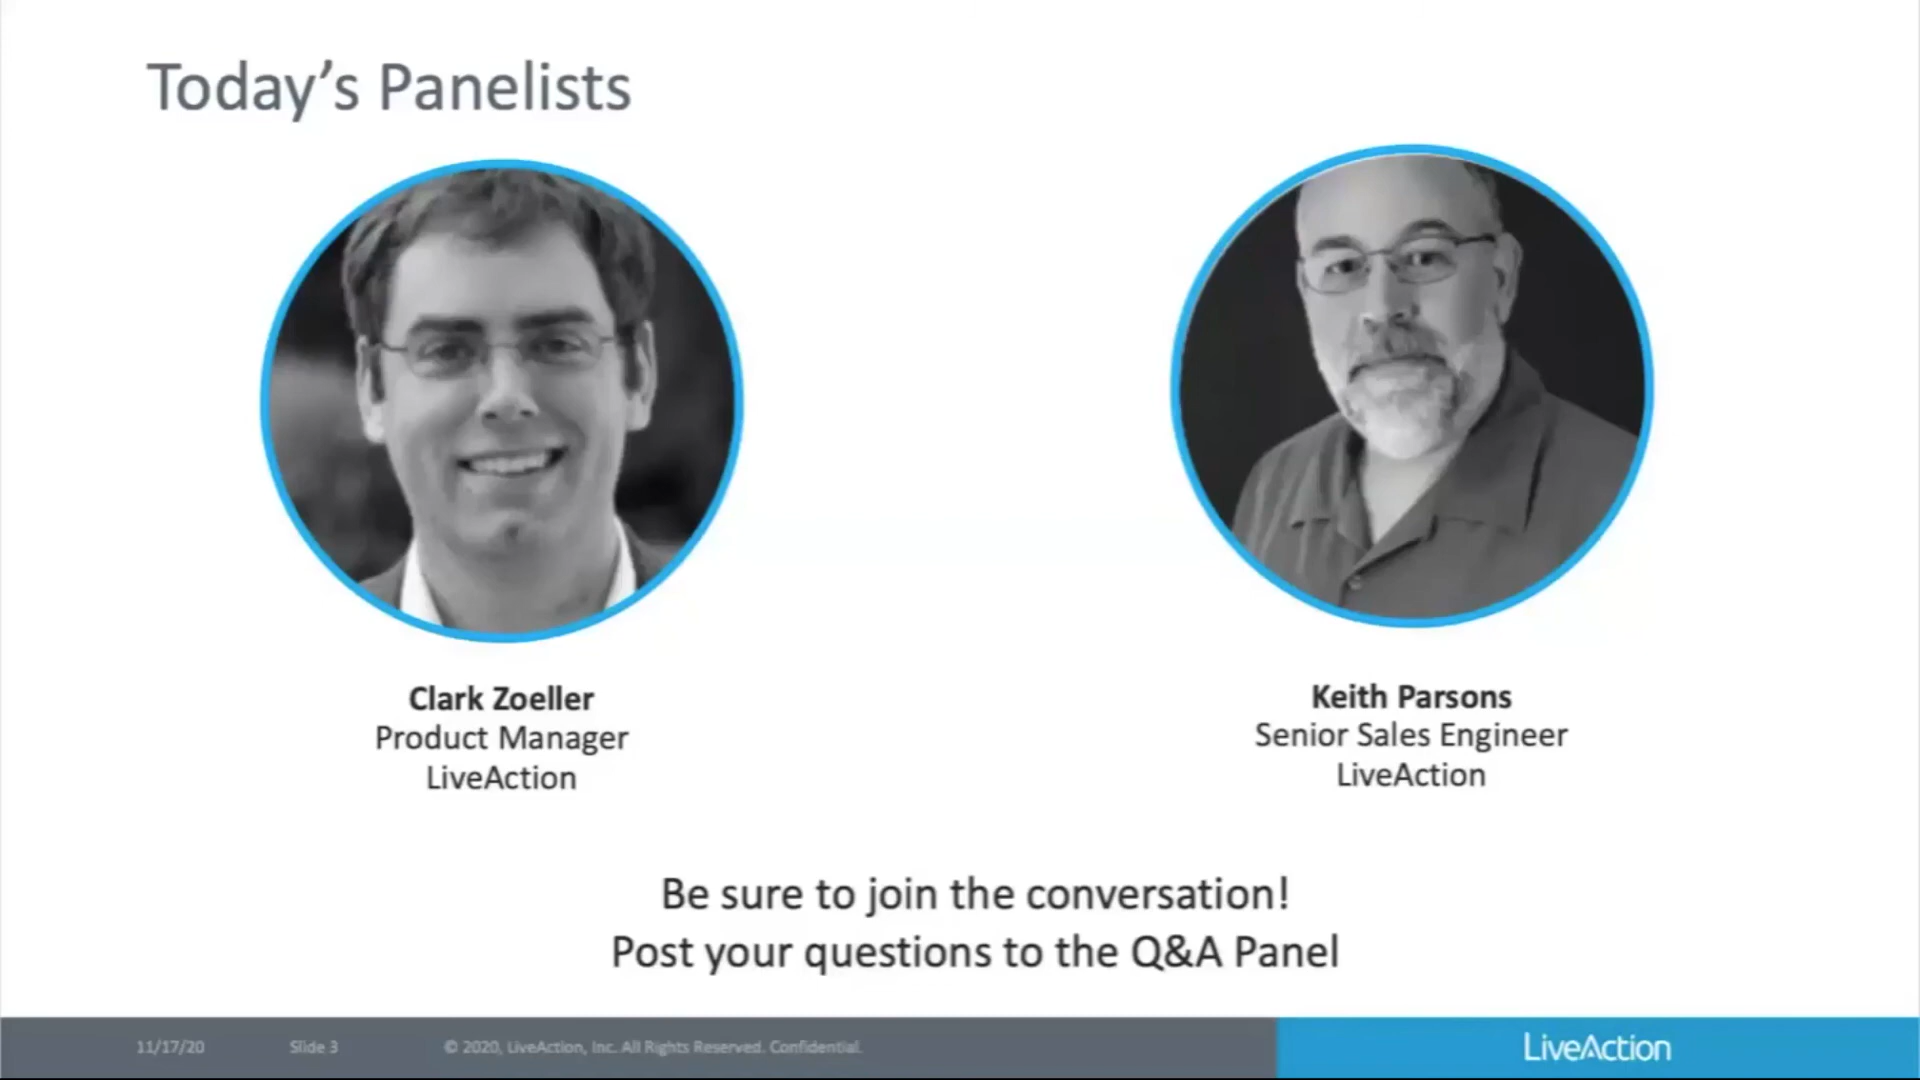 Today’s Panelists
Clark Zoeller
Product Manager
LiveAction
Keith Parsons
Senior Sales Engineer
LiveAction
Be sure to join the conversation!
Post your questions to the Q&A Panel
11/17/20
Slide 3
© 2020, LiveAction, Inc. All Rights Reserved. Confidential.
LiveAction